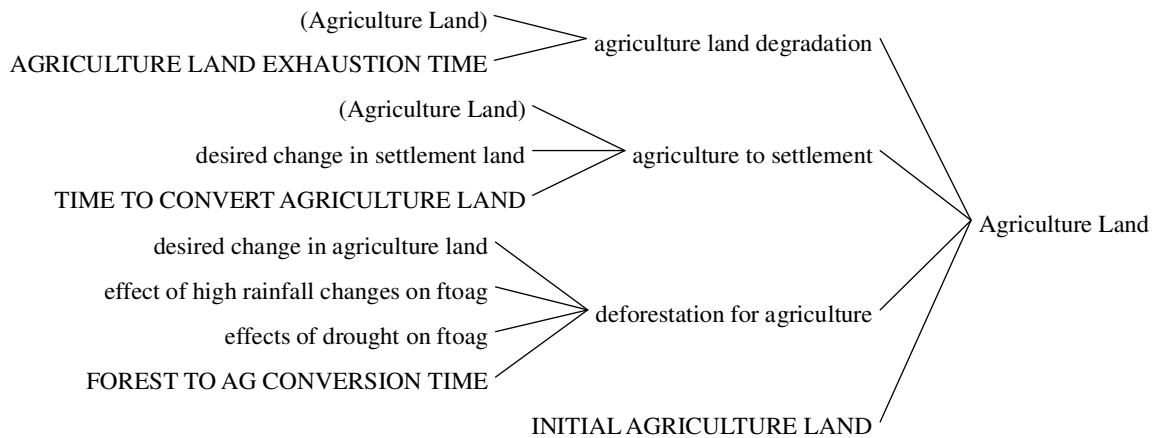 (Agriculture Land)
AGRICULTURE LAND EXHAUSTION TIME
agriculture land degradation
(Agriculture Land)
desired change in settlement land
TIME TO CONVERT AGRICULTURE LAND
agriculture to settlement
desired change in agriculture land
effect of high rainfall changes on ftoag
effects of drought on ftoag
FOREST TO AG CONVERSION TIME
deforestation for agriculture
INITIAL AGRICULTURE LAND
Agriculture Land